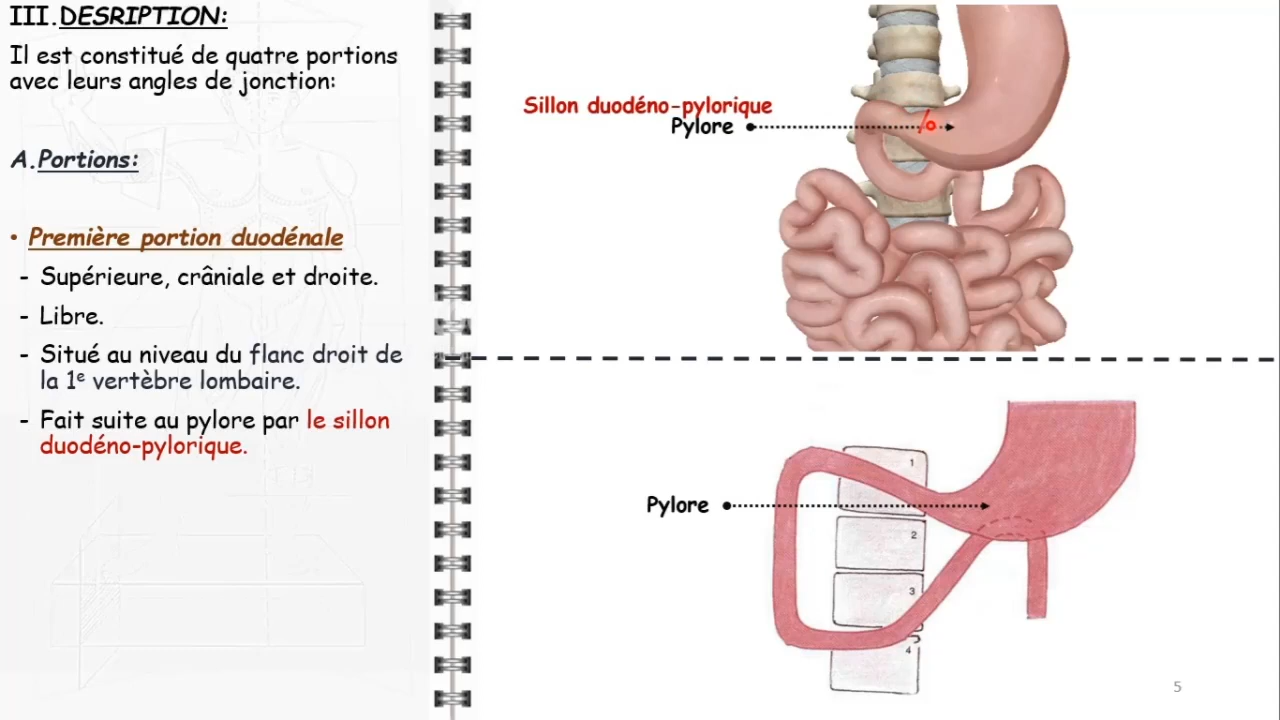 III.DESRIPTION:
Il est constitué de quatre portions
avec leurs angles de jonction:
A.Portions:
• Première portion duodénale
- Supérieure, crâniale et droite.
- Libre.
- Situé au niveau du flanc droit de
la 1e vertèbre lombaire.
- Fait suite au pylore par le sillon
duodéno-pylorique.
Sillon duodéno-pylorique
Pylore
Pylore
1
2
3
4
5